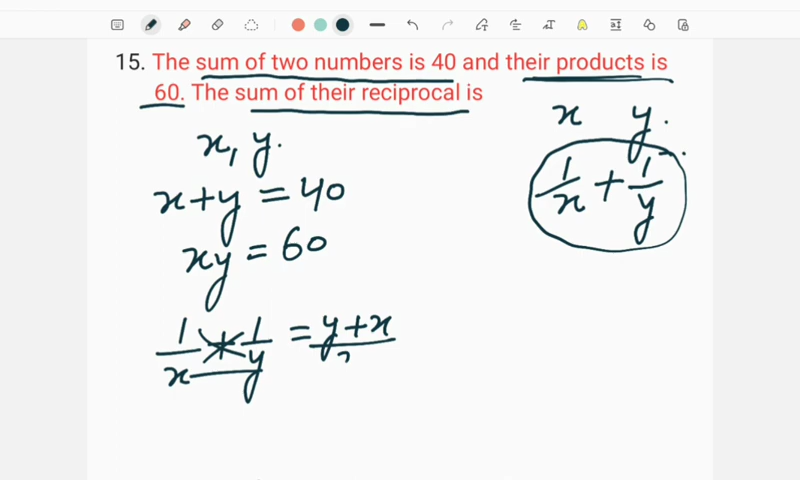 15. The sum of two numbers is 40 and their products is
60. The sum of their reciprocal is
x, y.
x y.
x+y = 40
1/x + 1/y
xy = 60
1/x + 1/y = y+x